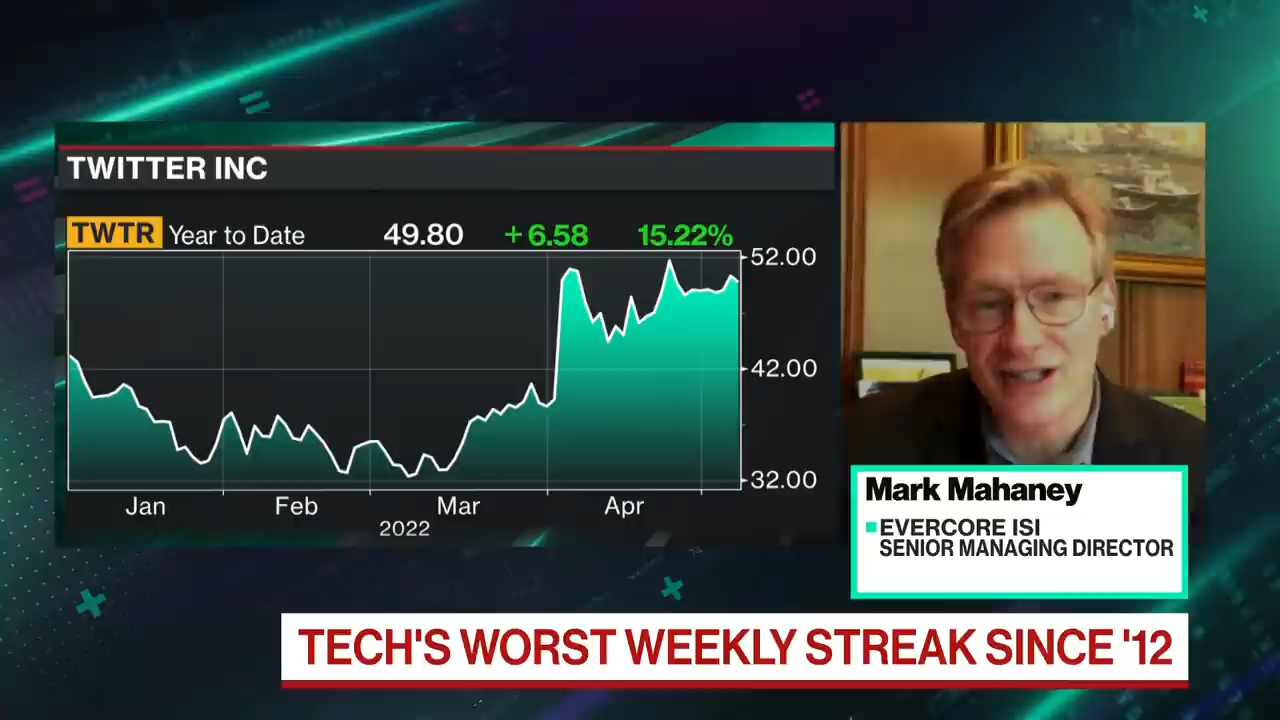 TWITTER INC
TWTR Year to Date 49.80 +6.58 15.22%
52.00
42.00
32.00
Jan Feb Mar Apr
2022
Mark Mahaney
EVERCORE ISI
SENIOR MANAGING DIRECTOR
TECH'S WORST WEEKLY STREAK SINCE '12